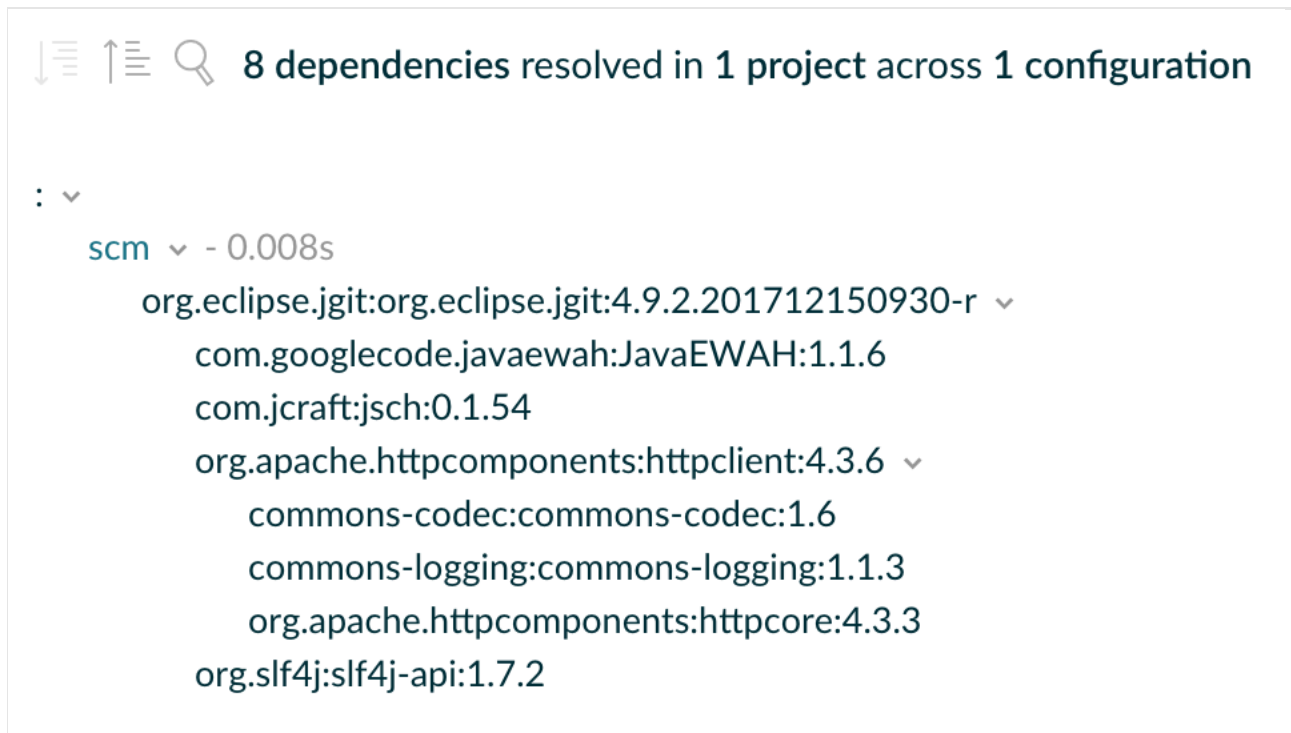 8 dependencies resolved in 1 project across 1 configuration
:
scm - 0.008s
org.eclipse.jgit:org.eclipse.jgit:4.9.2.201712150930-r
com.googlecode.javaewah:JavaEWAH:1.1.6
com.jcraft:jsch:0.1.54
org.apache.httpcomponents:httpclient:4.3.6
commons-codec:commons-codec:1.6
commons-logging:commons-logging:1.1.3
org.apache.httpcomponents:httpcore:4.3.3
org.slf4j:slf4j-api:1.7.2